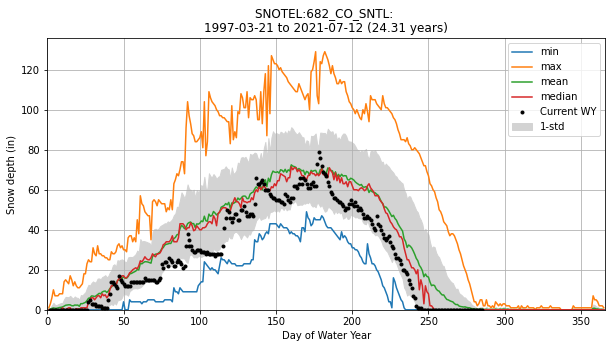 SNOTEL:682_CO_SNTL:
1997-03-21 to 2021-07-12 (24.31 years)
min
max
mean
median
Current WY
1-std
Snow depth (in)
120
100
80
60
40
20
0
0 50 100 150 200 250 300 350
Day of Water Year